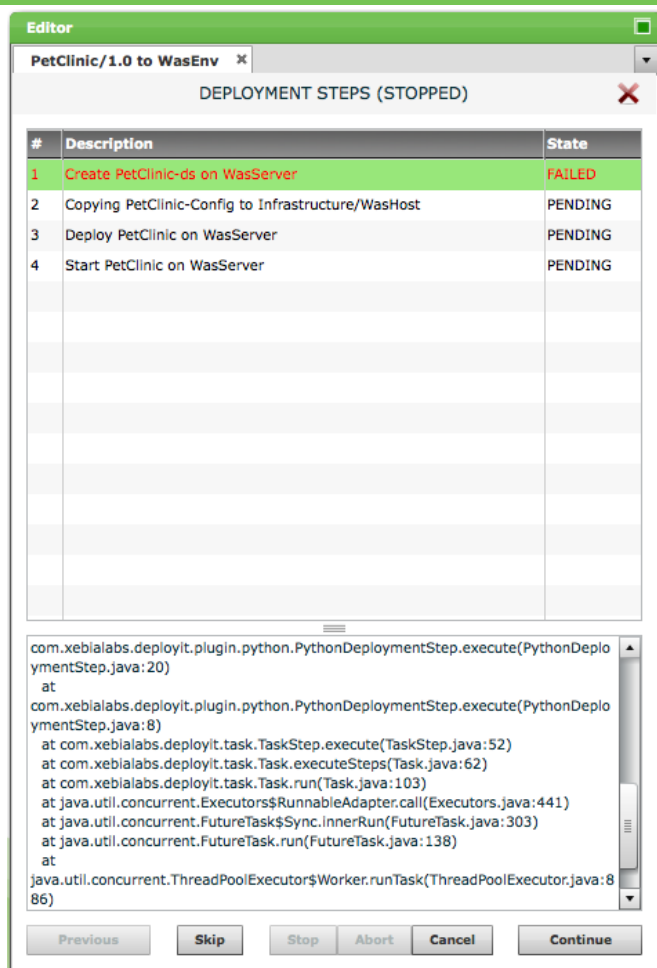 Editor
PetClinic/1.0 to WasEnv ×
DEPLOYMENT STEPS (STOPPED)
# Description State
1 Create PetClinic-ds on WasServer FAILED
2 Copying PetClinic-Config to Infrastructure/WasHost PENDING
3 Deploy PetClinic on WasServer PENDING
4 Start PetClinic on WasServer PENDING
com.xebialabs.deployit.plugin.python.PythonDeploymentStep.execute(PythonDeplo
ymentStep.java:20)
at
com.xebialabs.deployit.plugin.python.PythonDeploymentStep.execute(PythonDeplo
ymentStep.java:8)
at com.xebialabs.deployit.task.TaskStep.execute(TaskStep.java:52)
at com.xebialabs.deployit.task.Task.executeSteps(Task.java:62)
at com.xebialabs.deployit.task.Task.run(Task.java:103)
at java.util.concurrent.Executors$RunnableAdapter.call(Executors.java:441)
at java.util.concurrent.FutureTask$Sync.innerRun(FutureTask.java:303)
at java.util.concurrent.FutureTask.run(FutureTask.java:138)
at
java.util.concurrent.ThreadPoolExecutor$Worker.runTask(ThreadPoolExecutor.java:8
86)
Previous Skip Stop Abort Cancel Continue